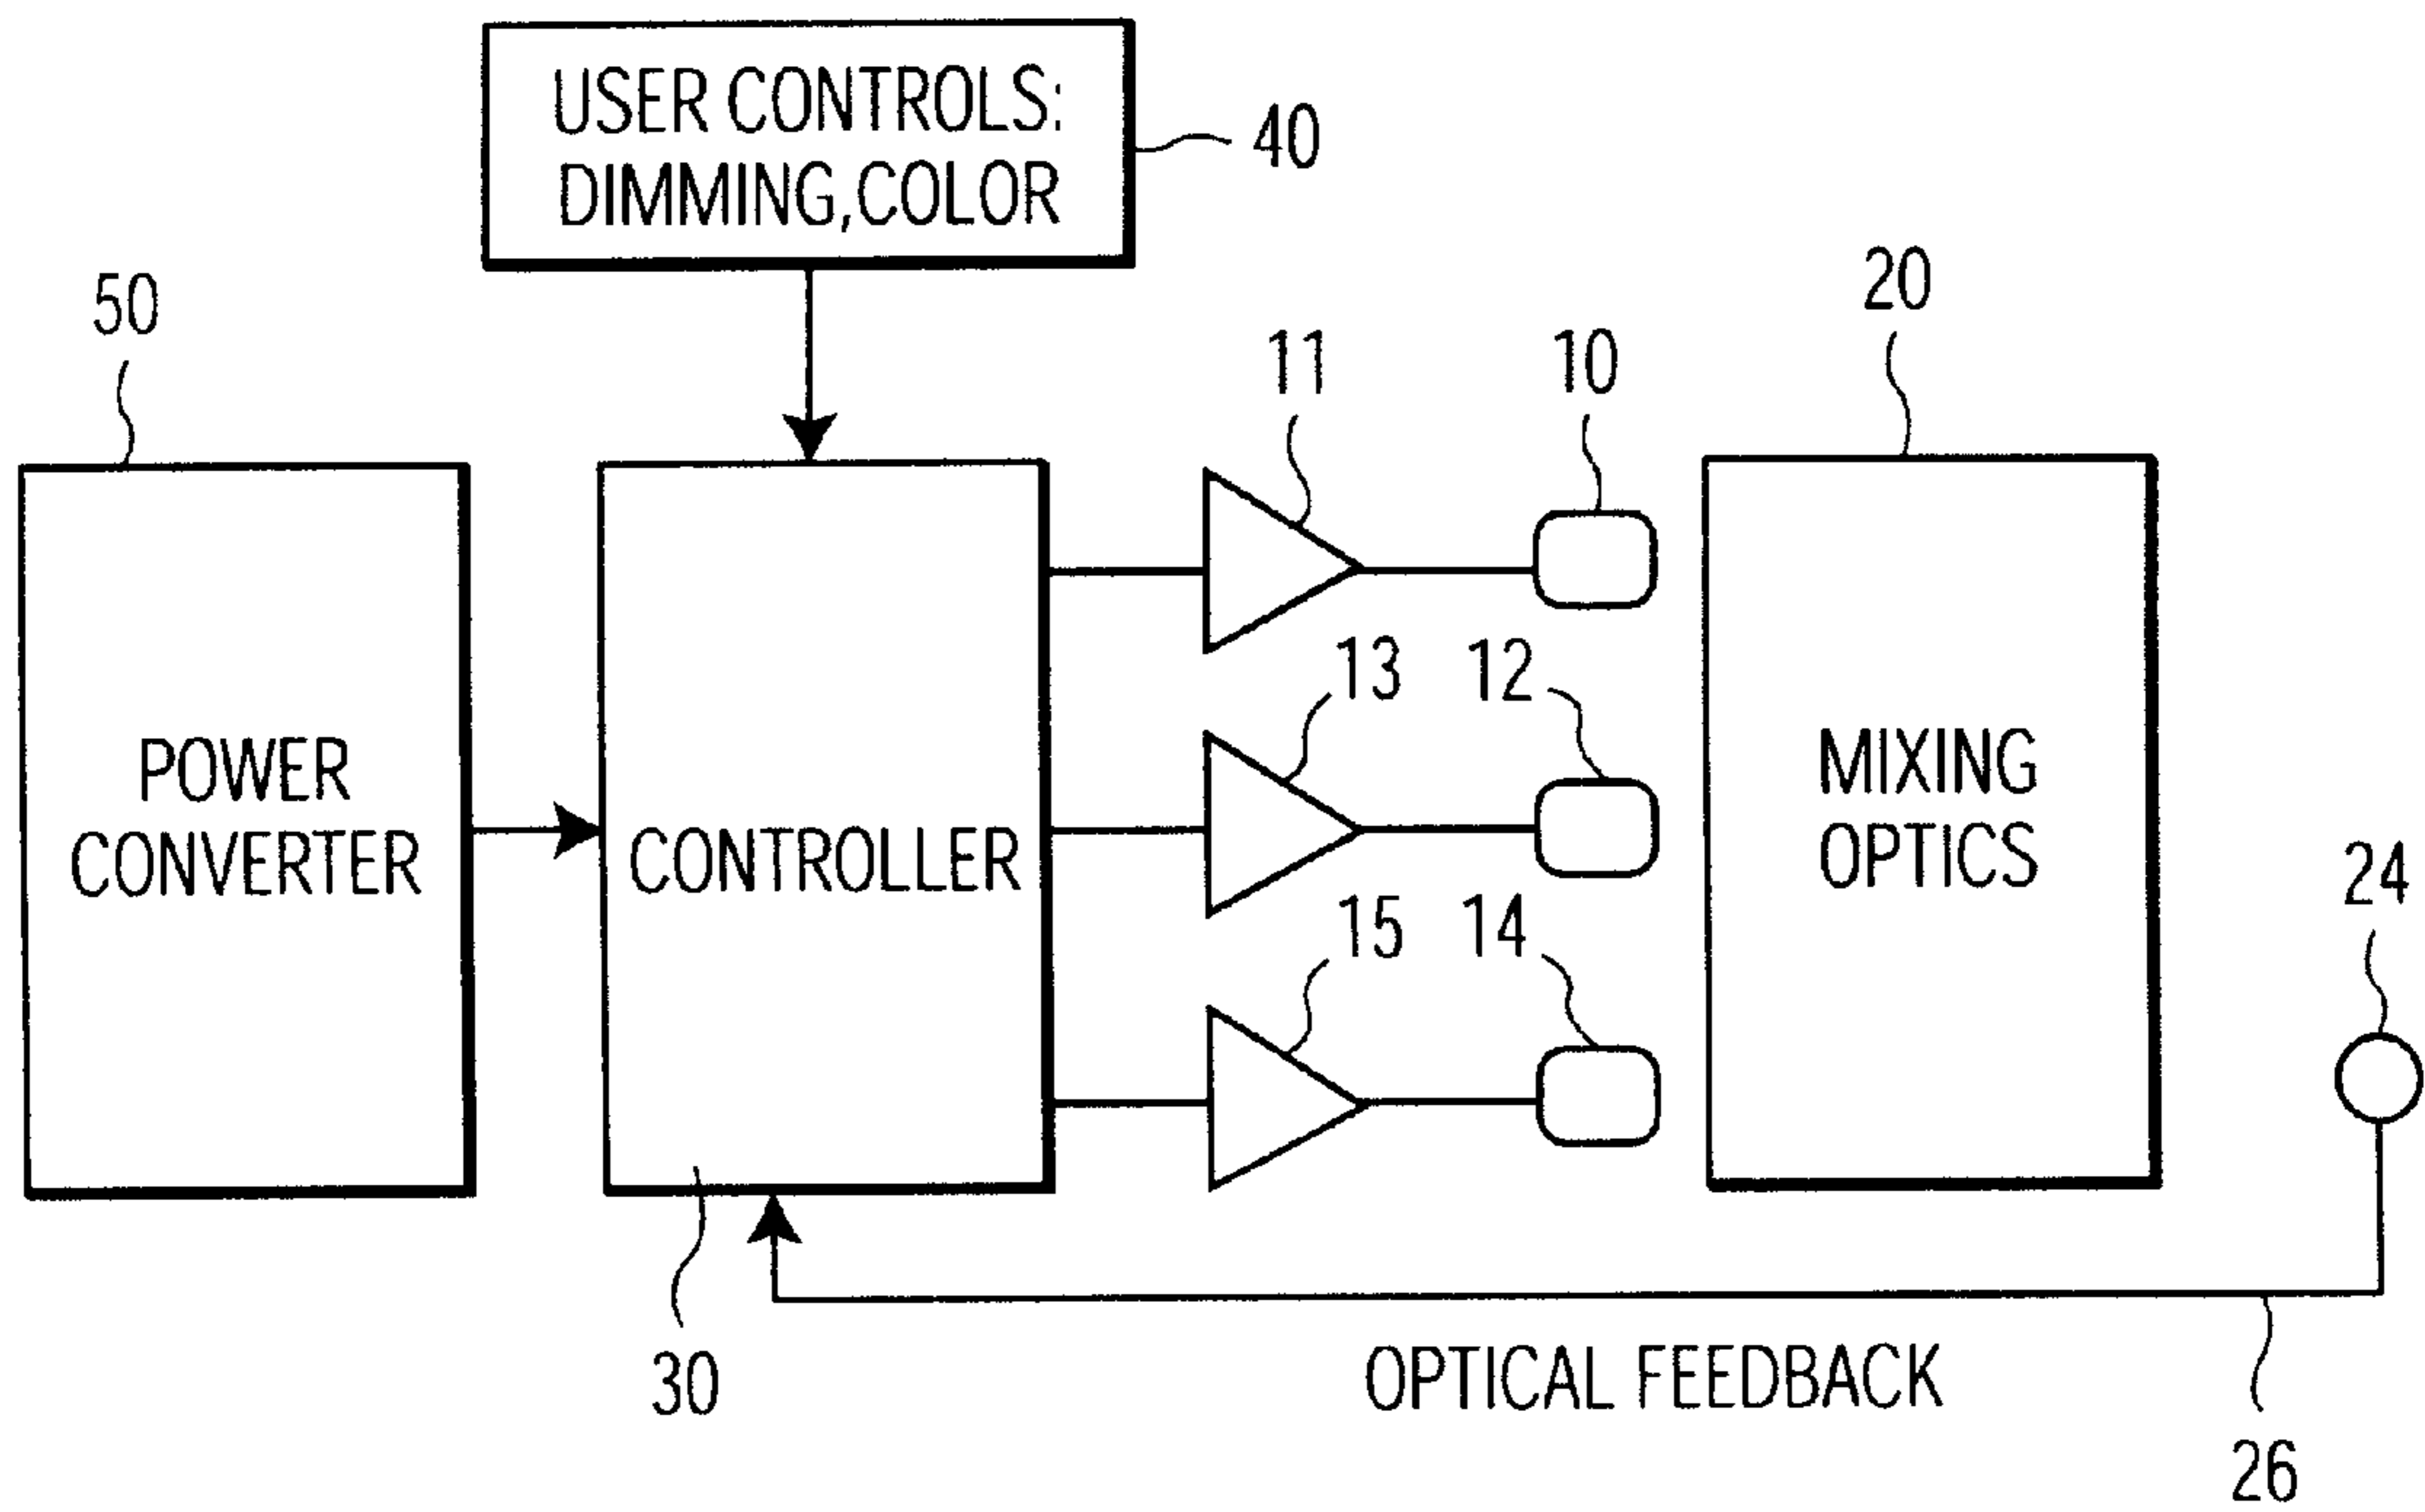 USER CONTROLS:
DIMMING,COLOR
40
50
20
11
10
13
12
POWER
CONVERTER
CONTROLLER
MIXING
OPTICS
15
14
24
30
OPTICAL FEEDBACK
26